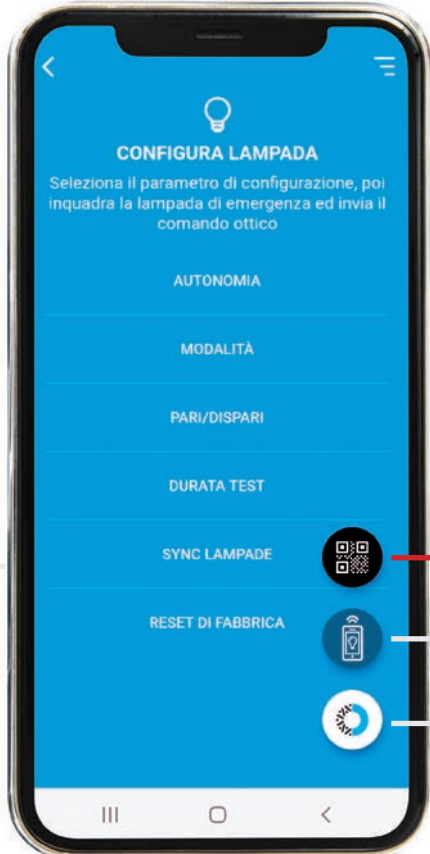 CONFIGURA LAMPADA
Seleziona il parametro di configurazione, poi
inquadra la lampada di emergenza ed invia il
comando ottico
AUTONOMIA
MODALITÀ
PARI/DISPARI
DURATA TEST
SYNC LAMPADE
RESET DI FABBRICA